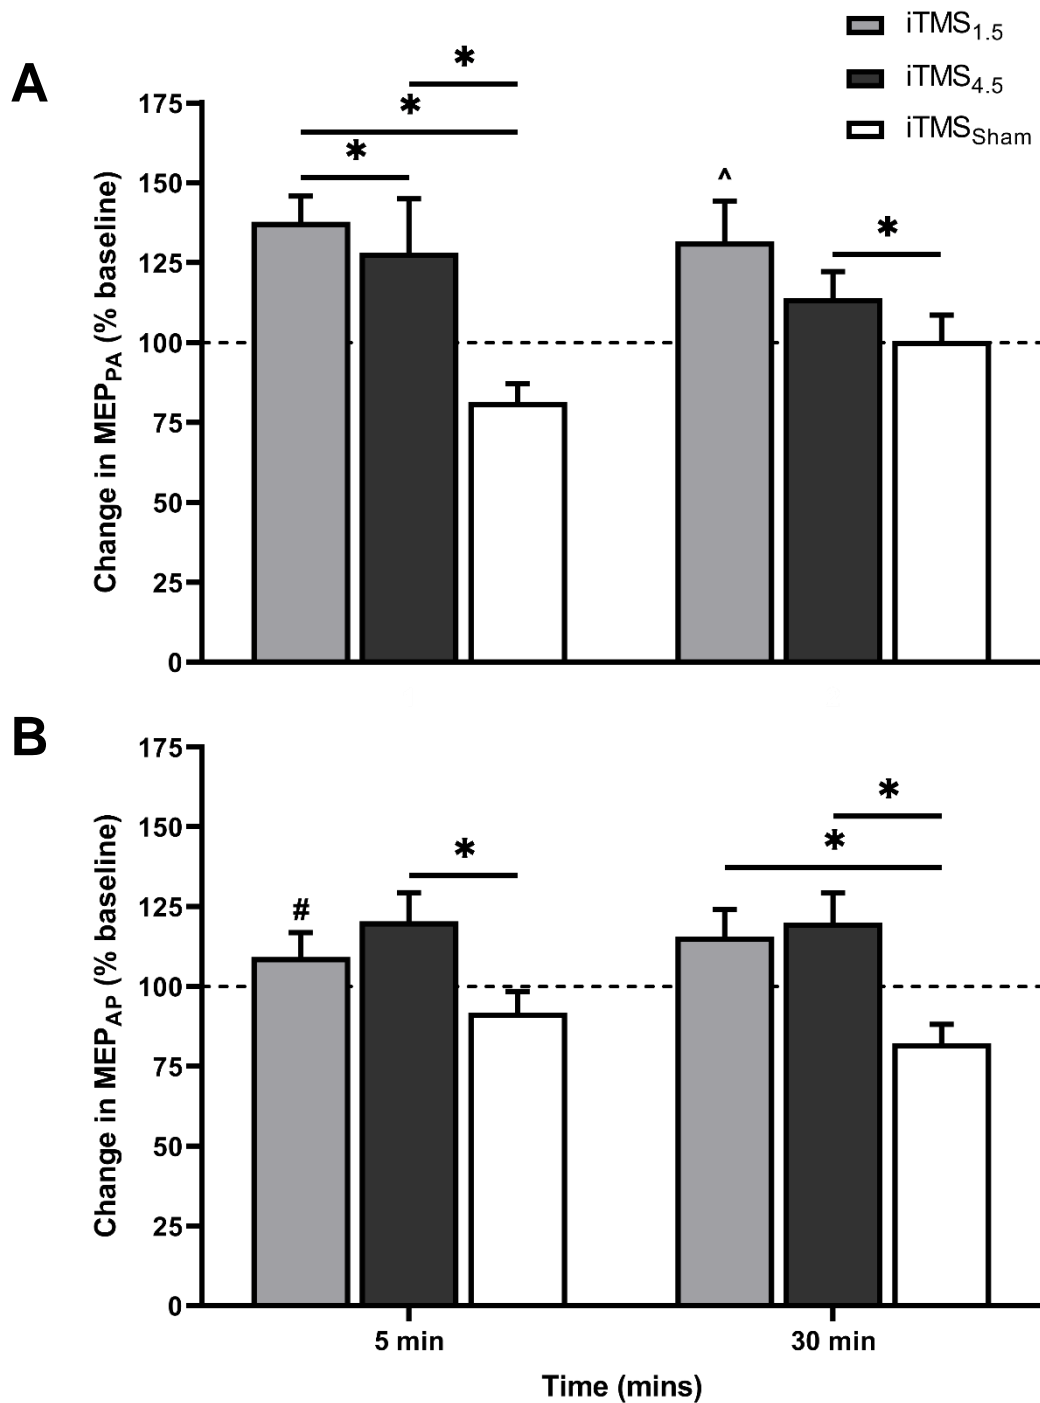 iTMS1.5
iTMS4.5
iTMSSham
A
Change in MEPPA (% baseline)
175
150
125
100
75
50
25
0
*
*
*
^
*
B
Change in MEPAP (% baseline)
175
150
125
100
75
50
25
0
#
*
*
*
5 min
30 min
Time (mins)